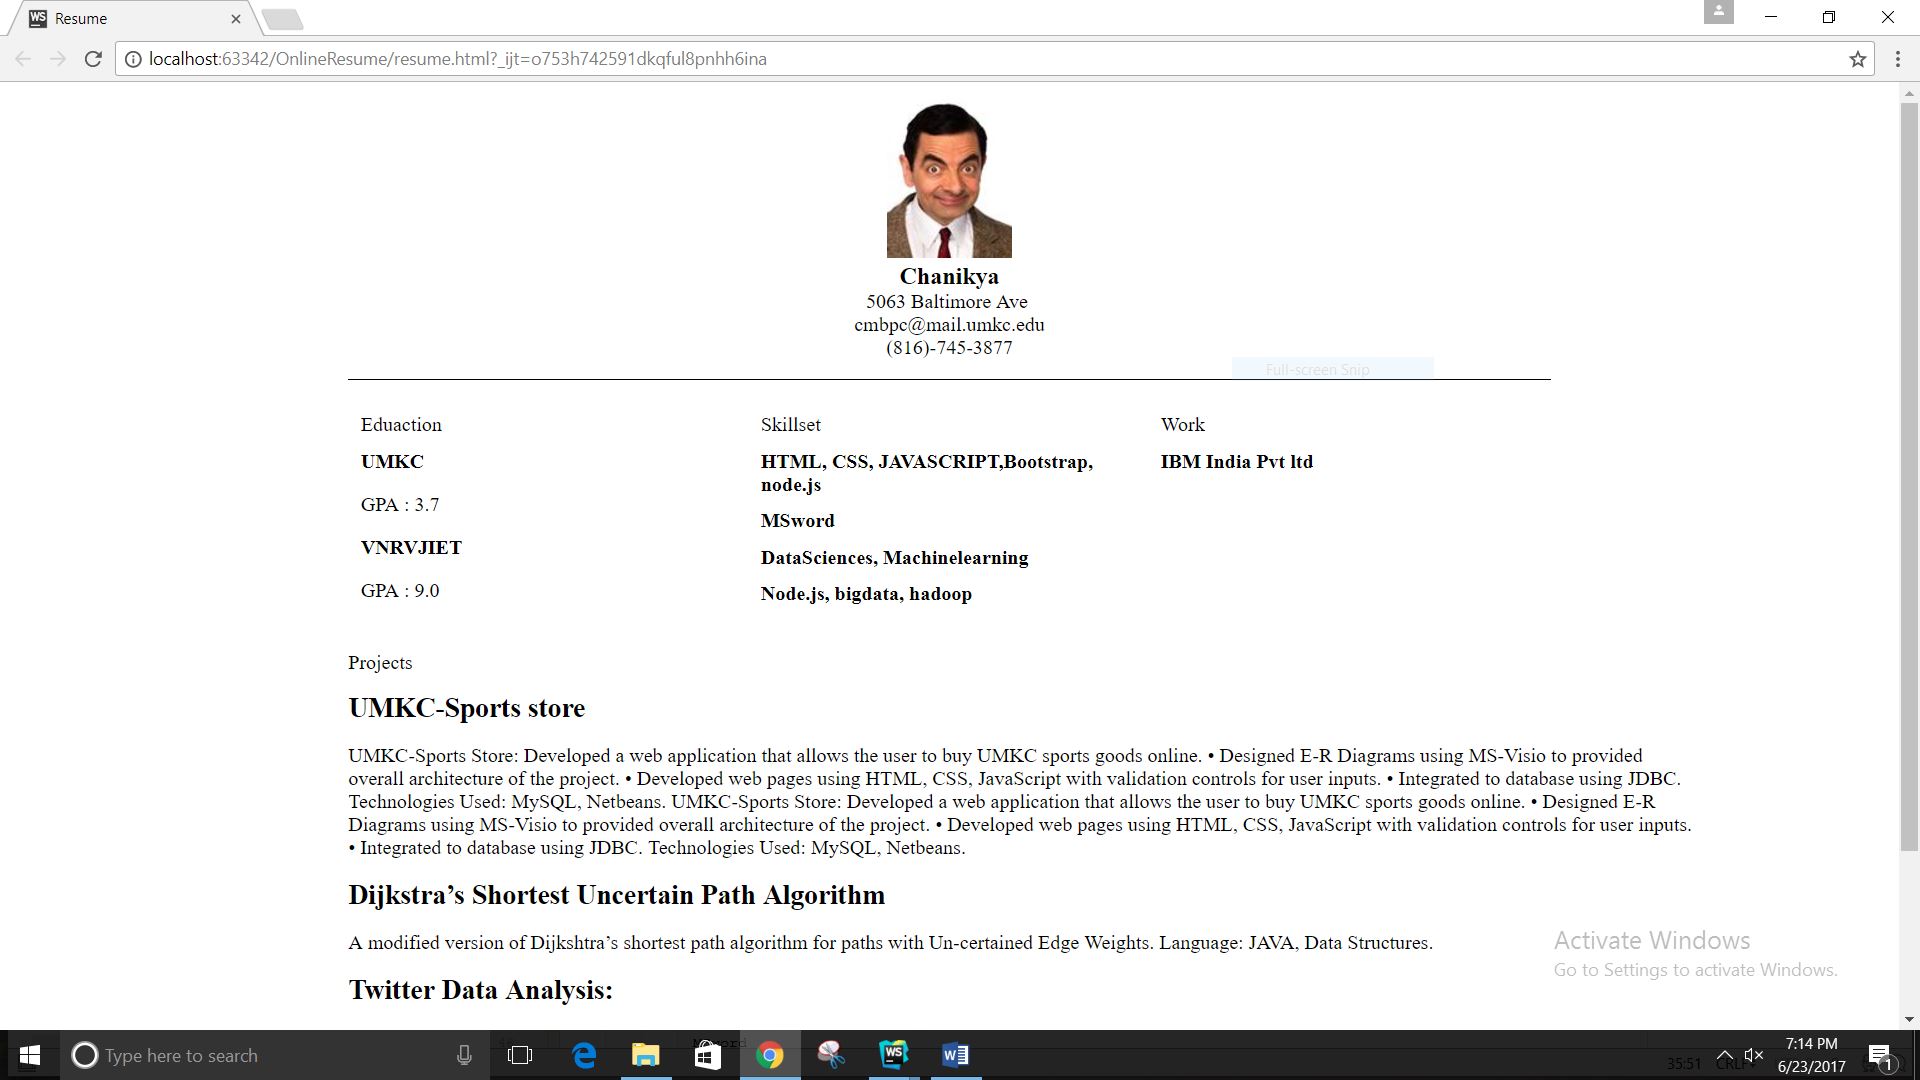 WS Resume
localhost:63342/OnlineResume/resume.html?_ijt=o753h742591dkqful8pnhh6ina
Chanikya
5063 Baltimore Ave
cmbpc@mail.umkc.edu
(816)-745-3877
Full-screen Snip
Eduaction
UMKC
GPA : 3.7
VNRVJIET
GPA : 9.0
Skillset
HTML, CSS, JAVASCRIPT,Bootstrap,
node.js
MSword
DataSciences, Machinelearning
Node.js, bigdata, hadoop
Work
IBM India Pvt ltd
Projects
UMKC-Sports store
UMKC-Sports Store: Developed a web application that allows the user to buy UMKC sports goods online. • Designed E-R Diagrams using MS-Visio to provided
overall architecture of the project. • Developed web pages using HTML, CSS, JavaScript with validation controls for user inputs. • Integrated to database using JDBC.
Technologies Used: MySQL, Netbeans. UMKC-Sports Store: Developed a web application that allows the user to buy UMKC sports goods online. • Designed E-R
Diagrams using MS-Visio to provided overall architecture of the project. • Developed web pages using HTML, CSS, JavaScript with validation controls for user inputs.
• Integrated to database using JDBC. Technologies Used: MySQL, Netbeans.
Dijkstra’s Shortest Uncertain Path Algorithm
A modified version of Dijkshtra’s shortest path algorithm for paths with Un-certained Edge Weights. Language: JAVA, Data Structures.
Twitter Data Analysis:
Activate Windows
Go to Settings to activate Windows.
Type here to search
WS
35:51 CRLF
7:14 PM
6/23/2017
1